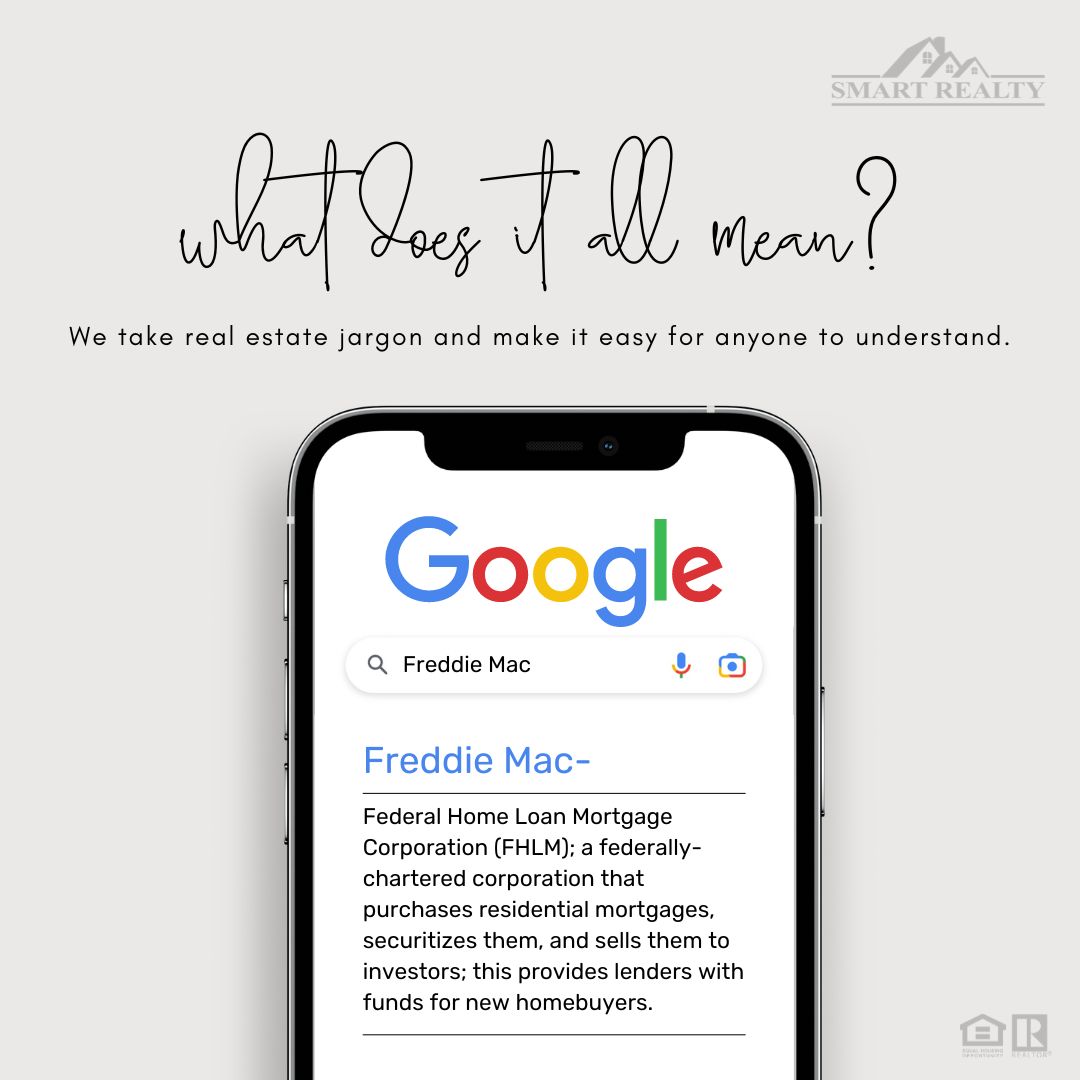 SMART REALTY
what does it all mean?
We take real estate jargon and make it easy for anyone to understand.
Google
Freddie Mac
Freddie Mac-
Federal Home Loan Mortgage
Corporation (FHLM); a federally-
chartered corporation that
purchases residential mortgages,
securitizes them, and sells them to
investors; this provides lenders with
funds for new homebuyers.
EQUAL HOUSING
OPPORTUNITY
REALTOR®